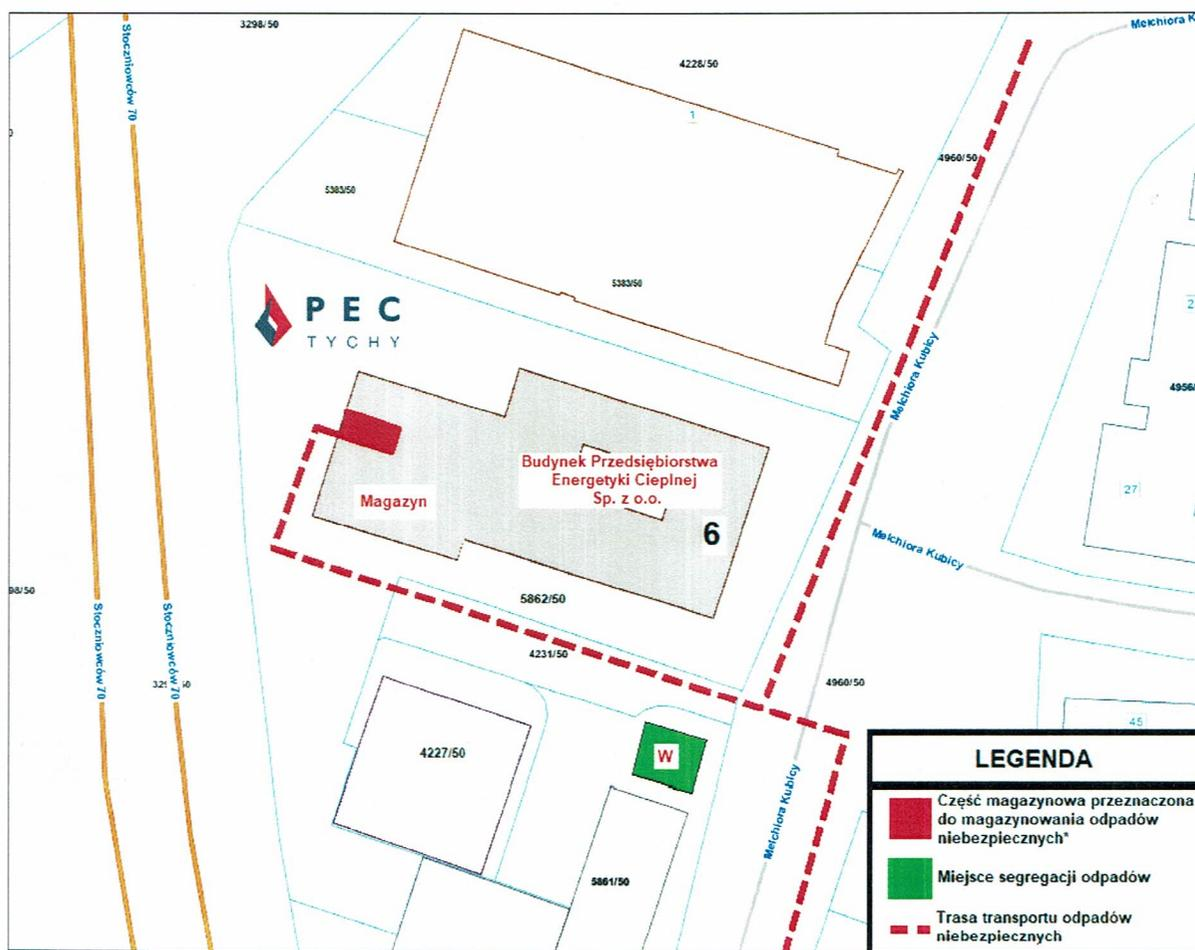 3298/50
Melchiora K
Stoczniowców 70
4228/50
1
4960/50
5383/50
5383/50
2
PEC
TYCHY
Melchiora Kubicy
4956/
Budynek Przedsiębiorstwa
Energetyki Cieplnej
Sp. z o.o.
Magazyn
27
6
Melchiora Kubicy
98/50
5862/50
Stoczniowców 70
Stoczniowców 70
4231/50
4960/50
45
4227/50
W
Melchiora Kubicy
5861/50
LEGENDA
Część magazynowa przeznaczona
do magazynowania odpadów
niebezpiecznych*
Miejsce segregacji odpadów
Trasa transportu odpadów
niebezpiecznych